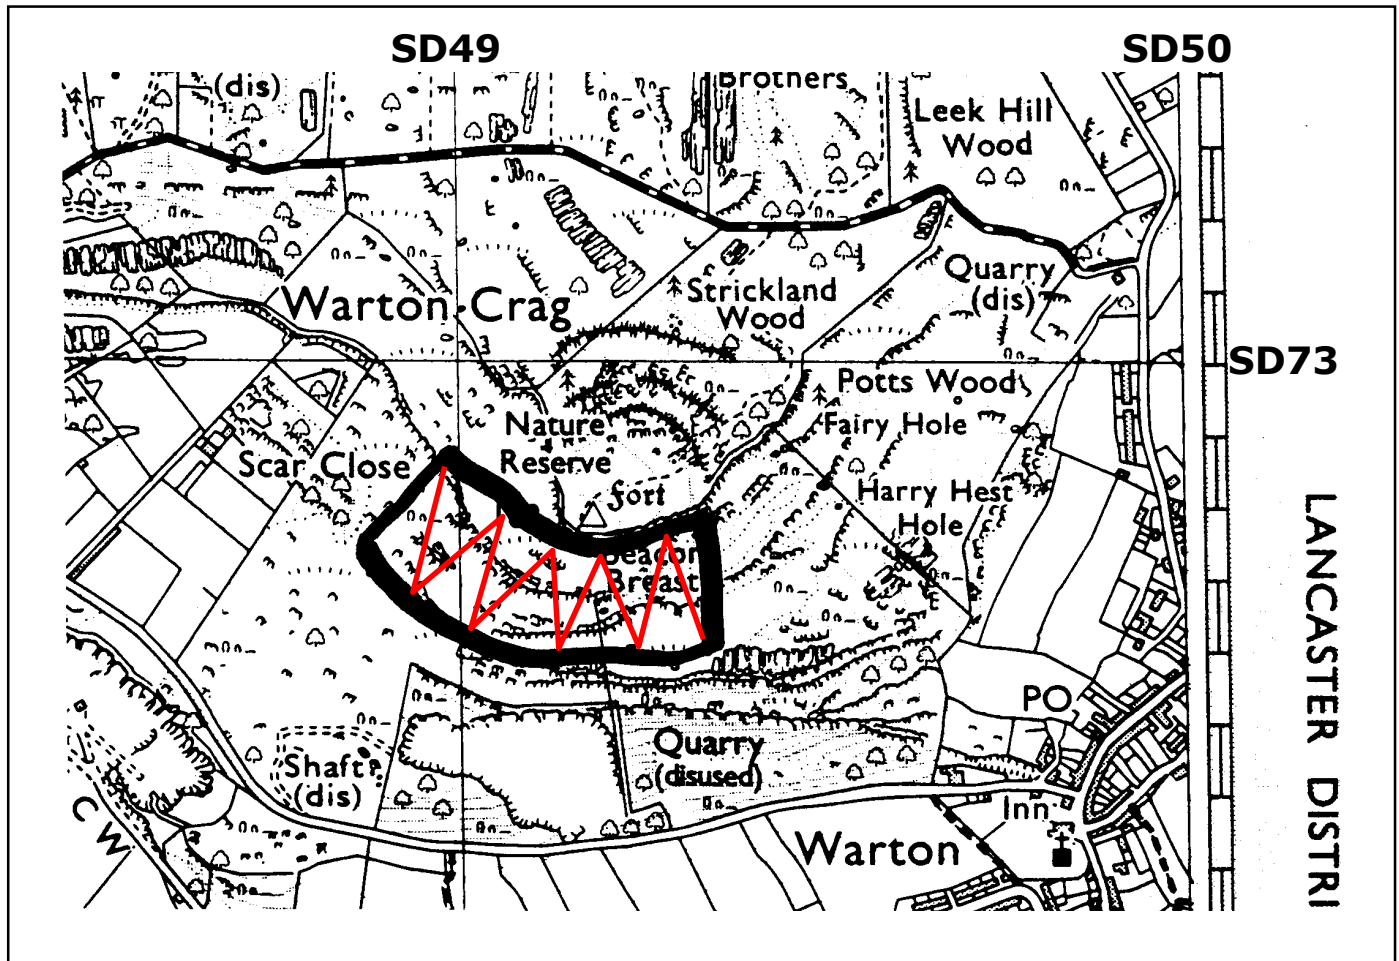 SD49
SD50
(dis)
Brothers
Leek Hill
Wood
Quarry
(dis)
Strickland
Wood
Warton Crag
SD73
Potts Wood
Fairy Hole
Nature
Reserve
Scar Close
fort
Harry Hest
Hole
Beacon
Breast
LANCASTER DISTRI
PO
Quarry
(disused)
Shaft
(dis)
Inn
C W
Warton